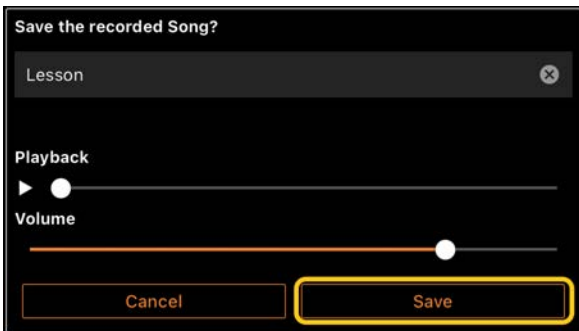 Save the recorded Song?
Lesson
Playback
Volume
Cancel
Save